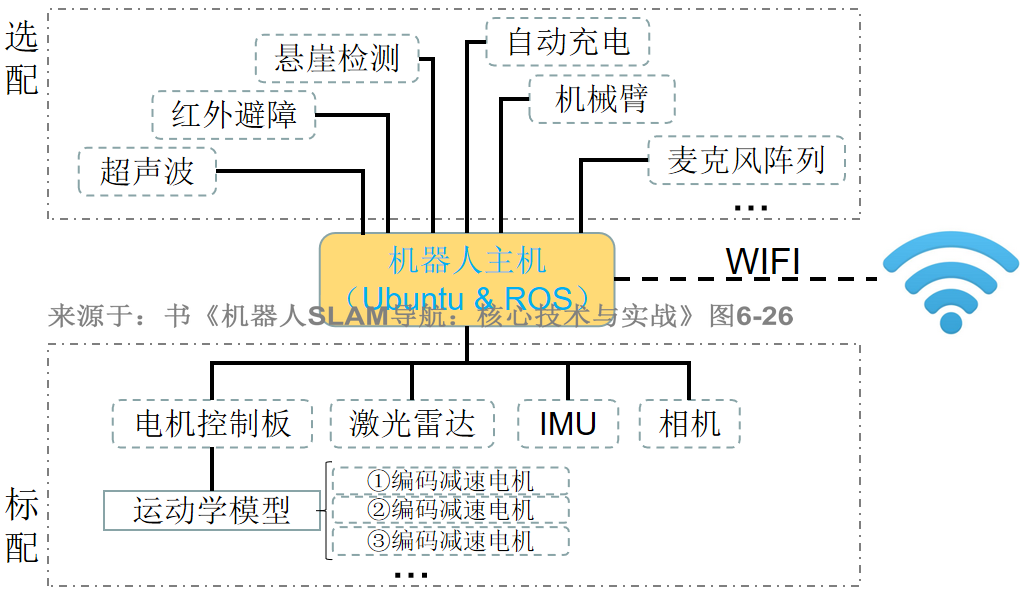 选配
自动充电
悬崖检测
机械臂
红外避障
麦克风阵列
超声波
...
机器人主机
（Ubuntu & ROS）
WIFI
来源于：书《机器人SLAM导航：核心技术与实战》图6-26
标配
电机控制板
激光雷达
IMU
相机
运动学模型
①编码减速电机
②编码减速电机
③编码减速电机
...